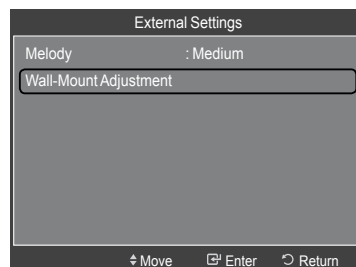 External Settings
Melody : Medium
Wall-Mount Adjustment
Move Enter Return